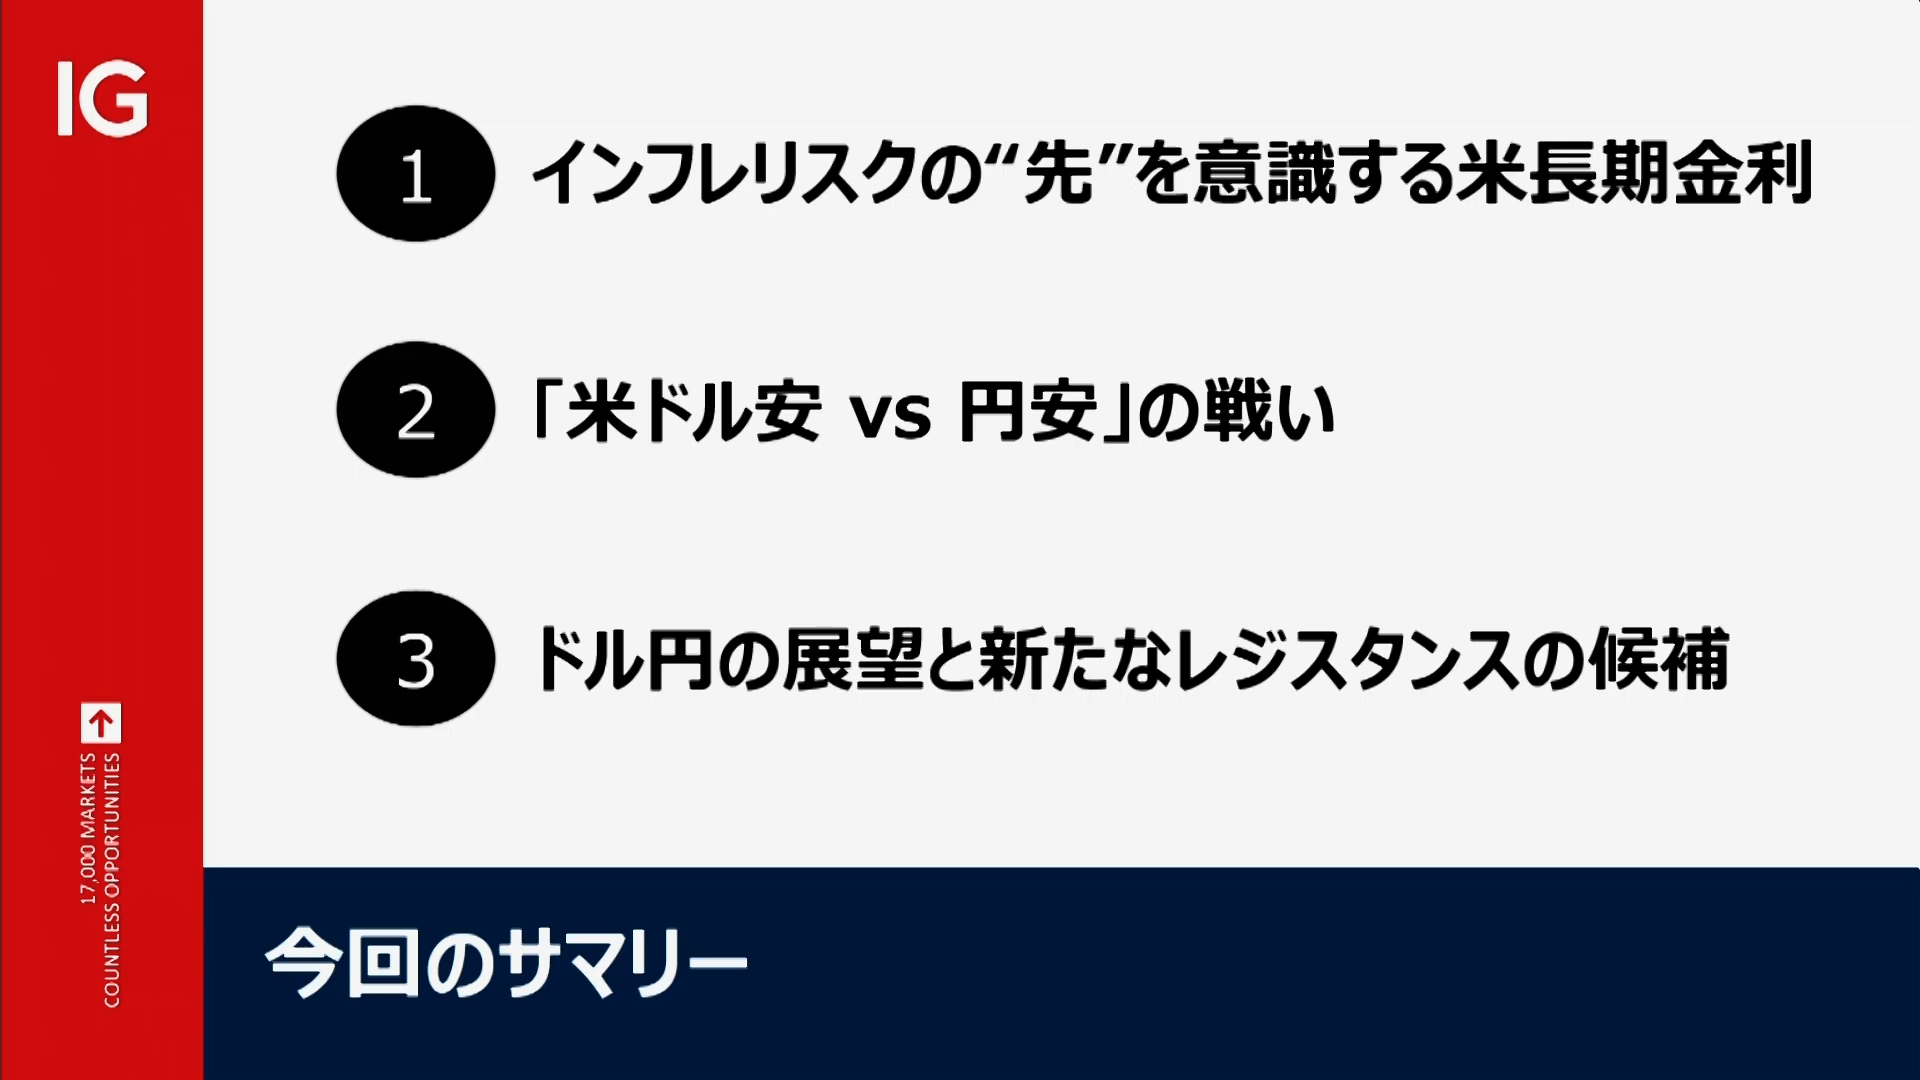 IG
1 インフレリスクの“先”を意識する米長期金利
2 「米ドル安 vs 円安」の戦い
3 ドル円の展望と新たなレジスタンスの候補
17,000 MARKETS
COUNTLESS OPPORTUNITIES
今回のサマリー